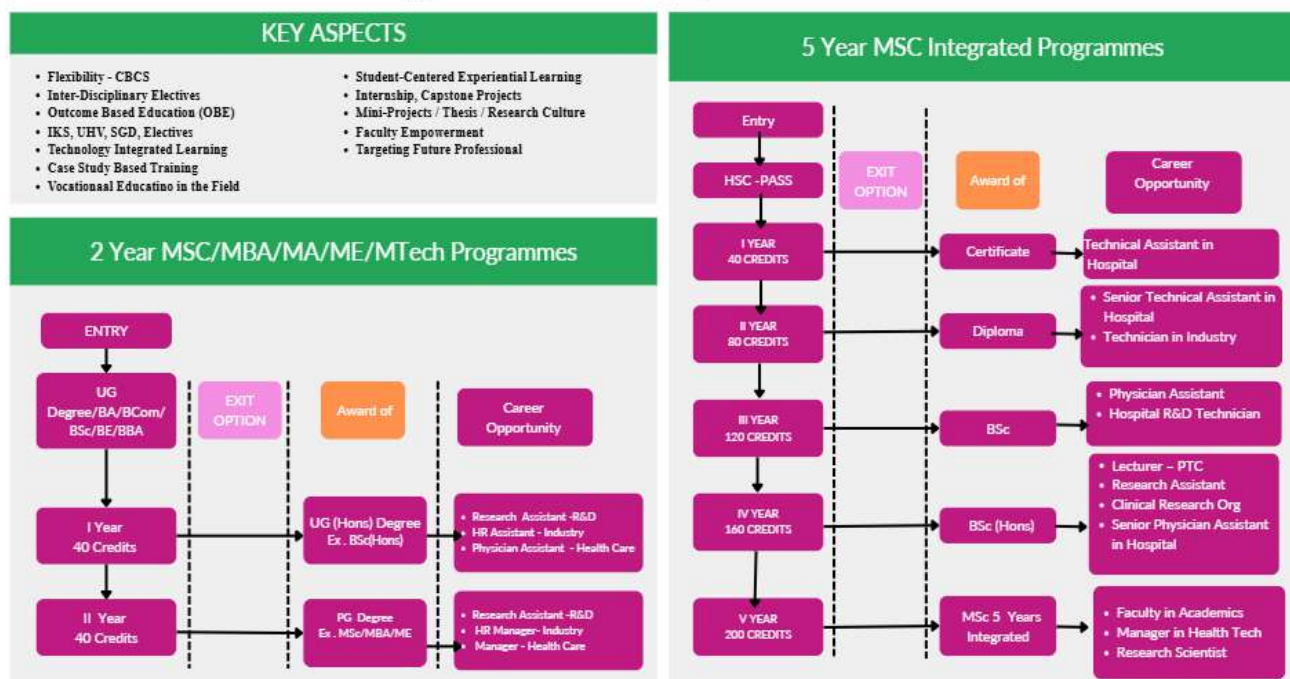 KEY ASPECTS
• Flexibility - CBCS
• Inter-Disciplinary Electives
• Outcome Based Education (OBE)
• IKS, UHV, SGD, Electives
• Technology Integrated Learning
• Case Study Based Training
• Vocationaal Educatino in the Field
• Student-Centered Experiential Learning
• Internship, Capstone Projects
• Mini-Projects / Thesis / Research Culture
• Faculty Empowerment
• Targeting Future Professional
2 Year MSC/MBA/MA/ME/MTech Programmes
ENTRY
UG
Degree/BA/BCom/
BSc/BE/BBA
EXIT
OPTION
Award of
Career
Opportunity
I Year
40 Credits
UG (Hons) Degree
Ex . BSc(Hons)
• Research Assistant -R&D
• HR Assistant - Industry
• Physician Assistant - Health Care
II Year
40 Credits
PG Degree
Ex . MSc/MBA/ME
• Research Assistant -R&D
• HR Manager- Industry
• Manager - Health Care
5 Year MSC Integrated Programmes
Entry
HSC -PASS
EXIT
OPTION
Award of
Career
Opportunity
I YEAR
40 CREDITS
Certificate
Technical Assistant in
Hospital
II YEAR
80 CREDITS
Diploma
• Senior Technical Assistant in
Hospital
• Technician in Industry
III YEAR
120 CREDITS
BSc
• Physician Assistant
• Hospital R&D Technician
IV YEAR
160 CREDITS
BSc (Hons)
• Lecturer – PTC
• Research Assistant
• Clinical Research Org
• Senior Physician Assistant
in Hospital
V YEAR
200 CREDITS
MSc 5 Years
Integrated
• Faculty in Academics
• Manager in Health Tech
• Research Scientist